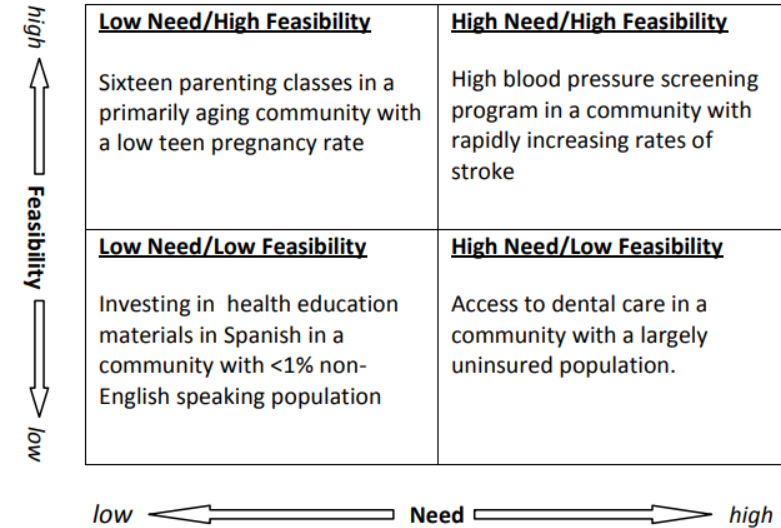 high
Feasibility
low
Low Need/High Feasibility
Sixteen parenting classes in a
primarily aging community with
a low teen pregnancy rate
High Need/High Feasibility
High blood pressure screening
program in a community with
rapidly increasing rates of
stroke
Low Need/Low Feasibility
Investing in  health education
materials in Spanish in a
community with <1% non-
English speaking population
High Need/Low Feasibility
Access to dental care in a
community with a largely
uninsured population.
low Need high